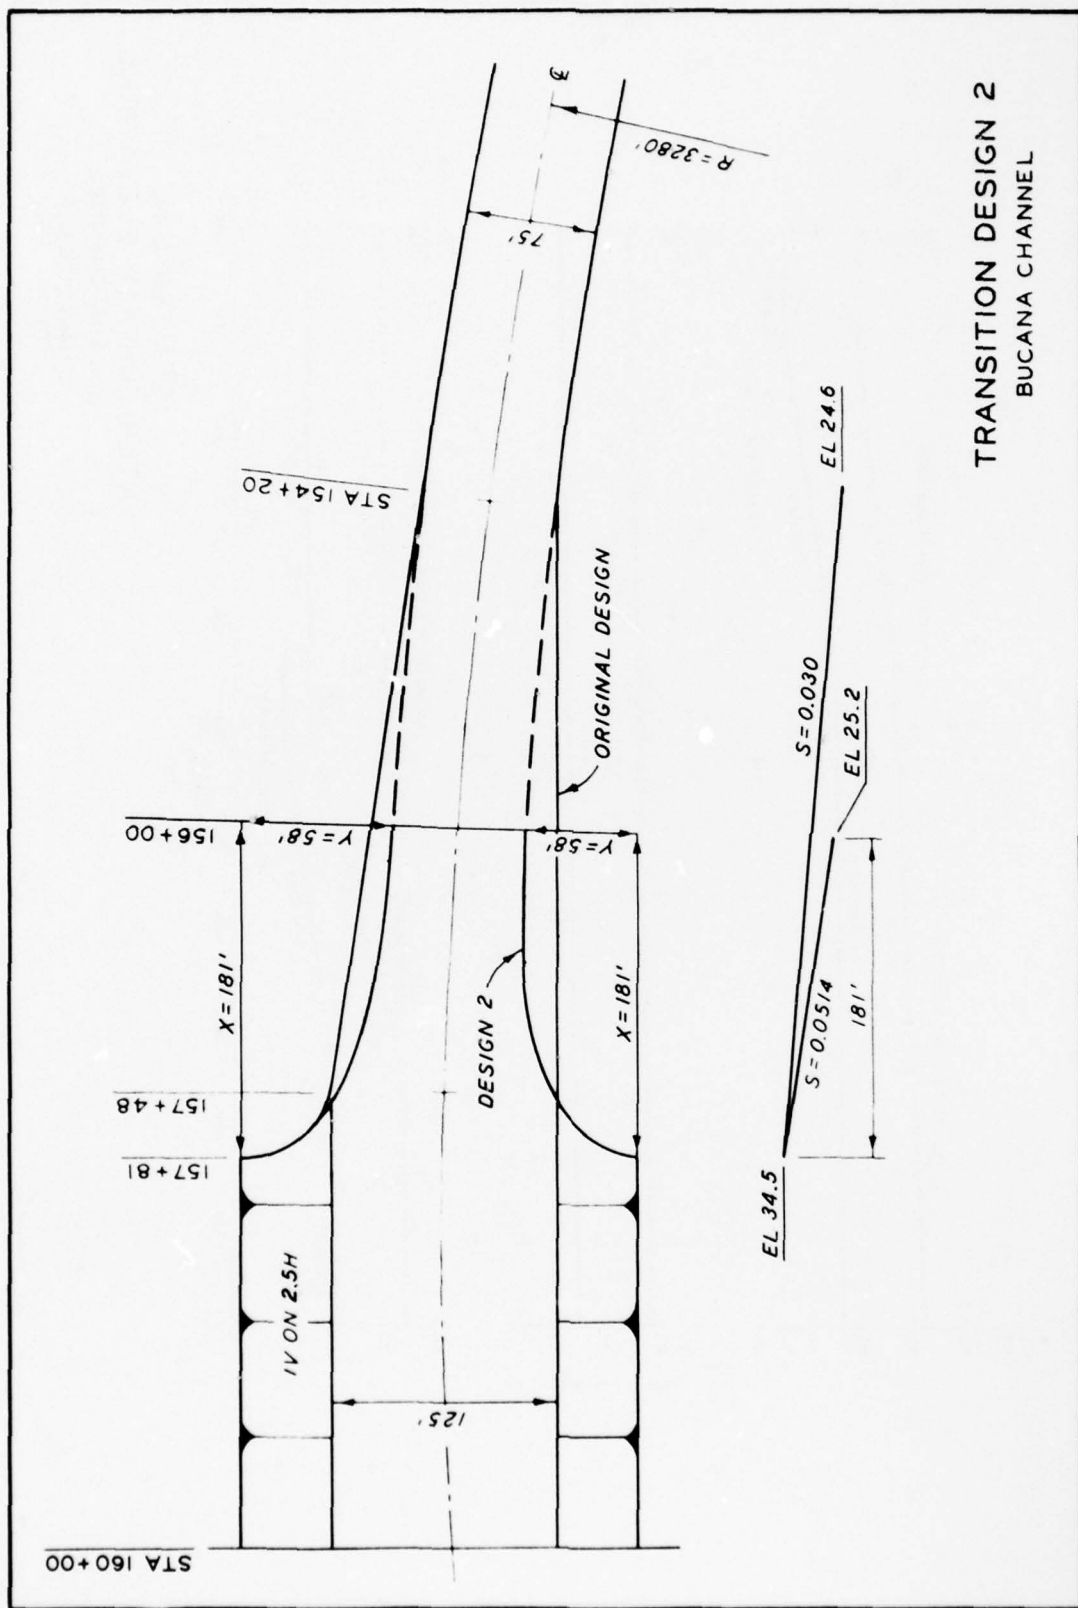 STA 160+00
157+81
157+48
156+00
STA 154+20
X = 181'
Y = 58'
1V ON 2.5H
125'
75'
℄
R = 3280'
DESIGN 2
ORIGINAL DESIGN
Y = 58'
X = 181'
EL 34.5
S = 0.030
S = 0.0514
181'
EL 25.2
EL 24.6
TRANSITION DESIGN 2
BUCANA CHANNEL